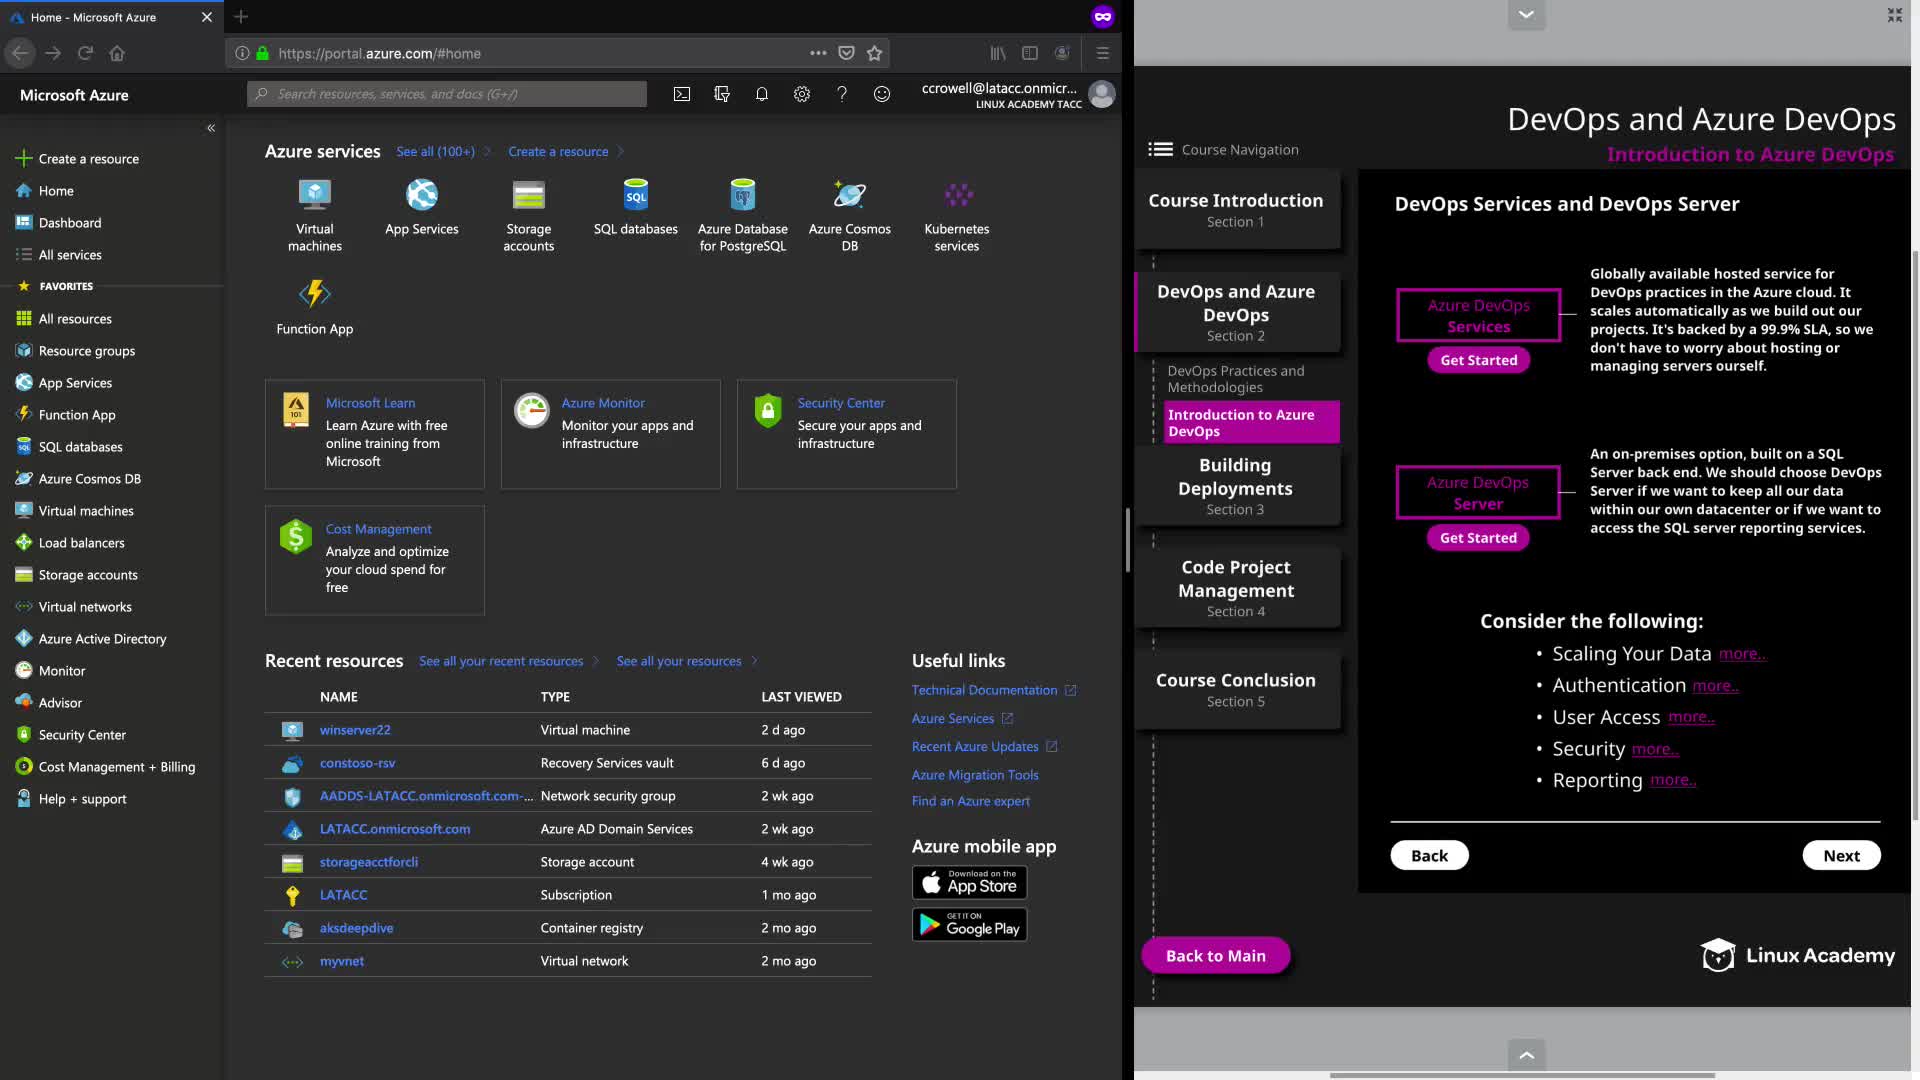 Home - Microsoft Azure
https://portal.azure.com/#home
Microsoft Azure
Search resources, services, and docs (G+/)
ccrowell@latacc.onmicr...
LINUX ACADEMY TACC
Create a resource
Home
Dashboard
All services
FAVORITES
All resources
Resource groups
App Services
Function App
SQL databases
Azure Cosmos DB
Virtual machines
Load balancers
Storage accounts
Virtual networks
Azure Active Directory
Monitor
Advisor
Security Center
Cost Management + Billing
Help + support
Azure services
See all (100+)
Create a resource
Virtual
machines
App Services
Storage
accounts
SQL
SQL databases
Azure Database
for PostgreSQL
Azure Cosmos
DB
Kubernetes
services
Function App
101
Microsoft Learn
Learn Azure with free
online training from
Microsoft
Azure Monitor
Monitor your apps and
infrastructure
Security Center
Secure your apps and
infrastructure
Cost Management
Analyze and optimize
your cloud spend for
free
Recent resources
See all your recent resources
See all your resources
NAME TYPE LAST VIEWED
winserver22 Virtual machine 2 d ago
constoso-rsv Recovery Services vault 6 d ago
AADDS-LATACC.onmicrosoft.com-... Network security group 2 wk ago
LATACC.onmicrosoft.com Azure AD Domain Services 2 wk ago
storageacctforcli Storage account 4 wk ago
LATACC Subscription 1 mo ago
aksdeepdive Container registry 2 mo ago
myvnet Virtual network 2 mo ago
Useful links
Technical Documentation
Azure Services
Recent Azure Updates
Azure Migration Tools
Find an Azure expert
Azure mobile app
Download on the
App Store
GET IT ON
Google Play
DevOps and Azure DevOps
Introduction to Azure DevOps
Course Navigation
Course Introduction
Section 1
DevOps and Azure
DevOps
Section 2
DevOps Practices and
Methodologies
Introduction to Azure
DevOps
Building
Deployments
Section 3
Code Project
Management
Section 4
Course Conclusion
Section 5
Back to Main
DevOps Services and DevOps Server
Azure DevOps
Services
Get Started
Globally available hosted service for
DevOps practices in the Azure cloud. It
scales automatically as we build out our
projects. It's backed by a 99.9% SLA, so we
don't have to worry about hosting or
managing servers ourself.
Azure DevOps
Server
Get Started
An on-premises option, built on a SQL
Server back end. We should choose DevOps
Server if we want to keep all our data
within our own datacenter or if we want to
access the SQL server reporting services.
Consider the following:
• Scaling Your Data more..
• Authentication more..
• User Access more..
• Security more..
• Reporting more..
Back
Next
Linux Academy